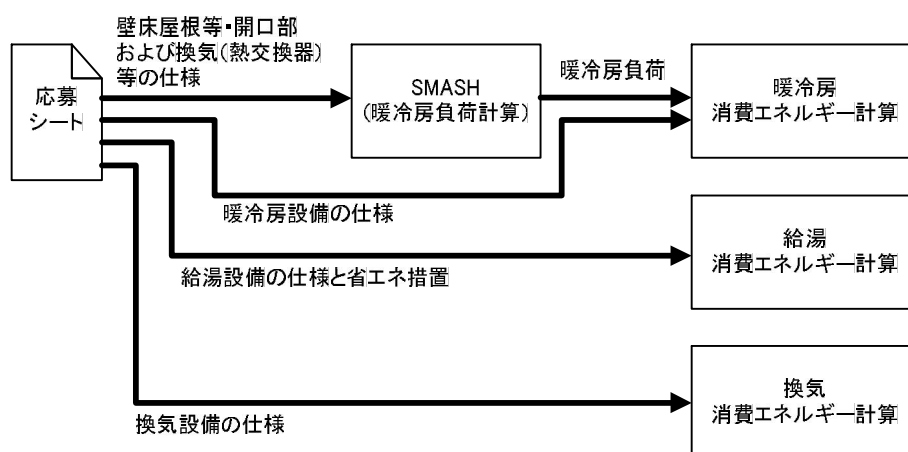 壁床屋根等・開口部
および換気(熱交換器)
等の仕様
応募
シート
SMASH
(暖冷房負荷計算)
暖冷房負荷
暖冷房
消費エネルギー計算
暖冷房設備の仕様
給湯
消費エネルギー計算
給湯設備の仕様と省エネ措置
換気
消費エネルギー計算
換気設備の仕様